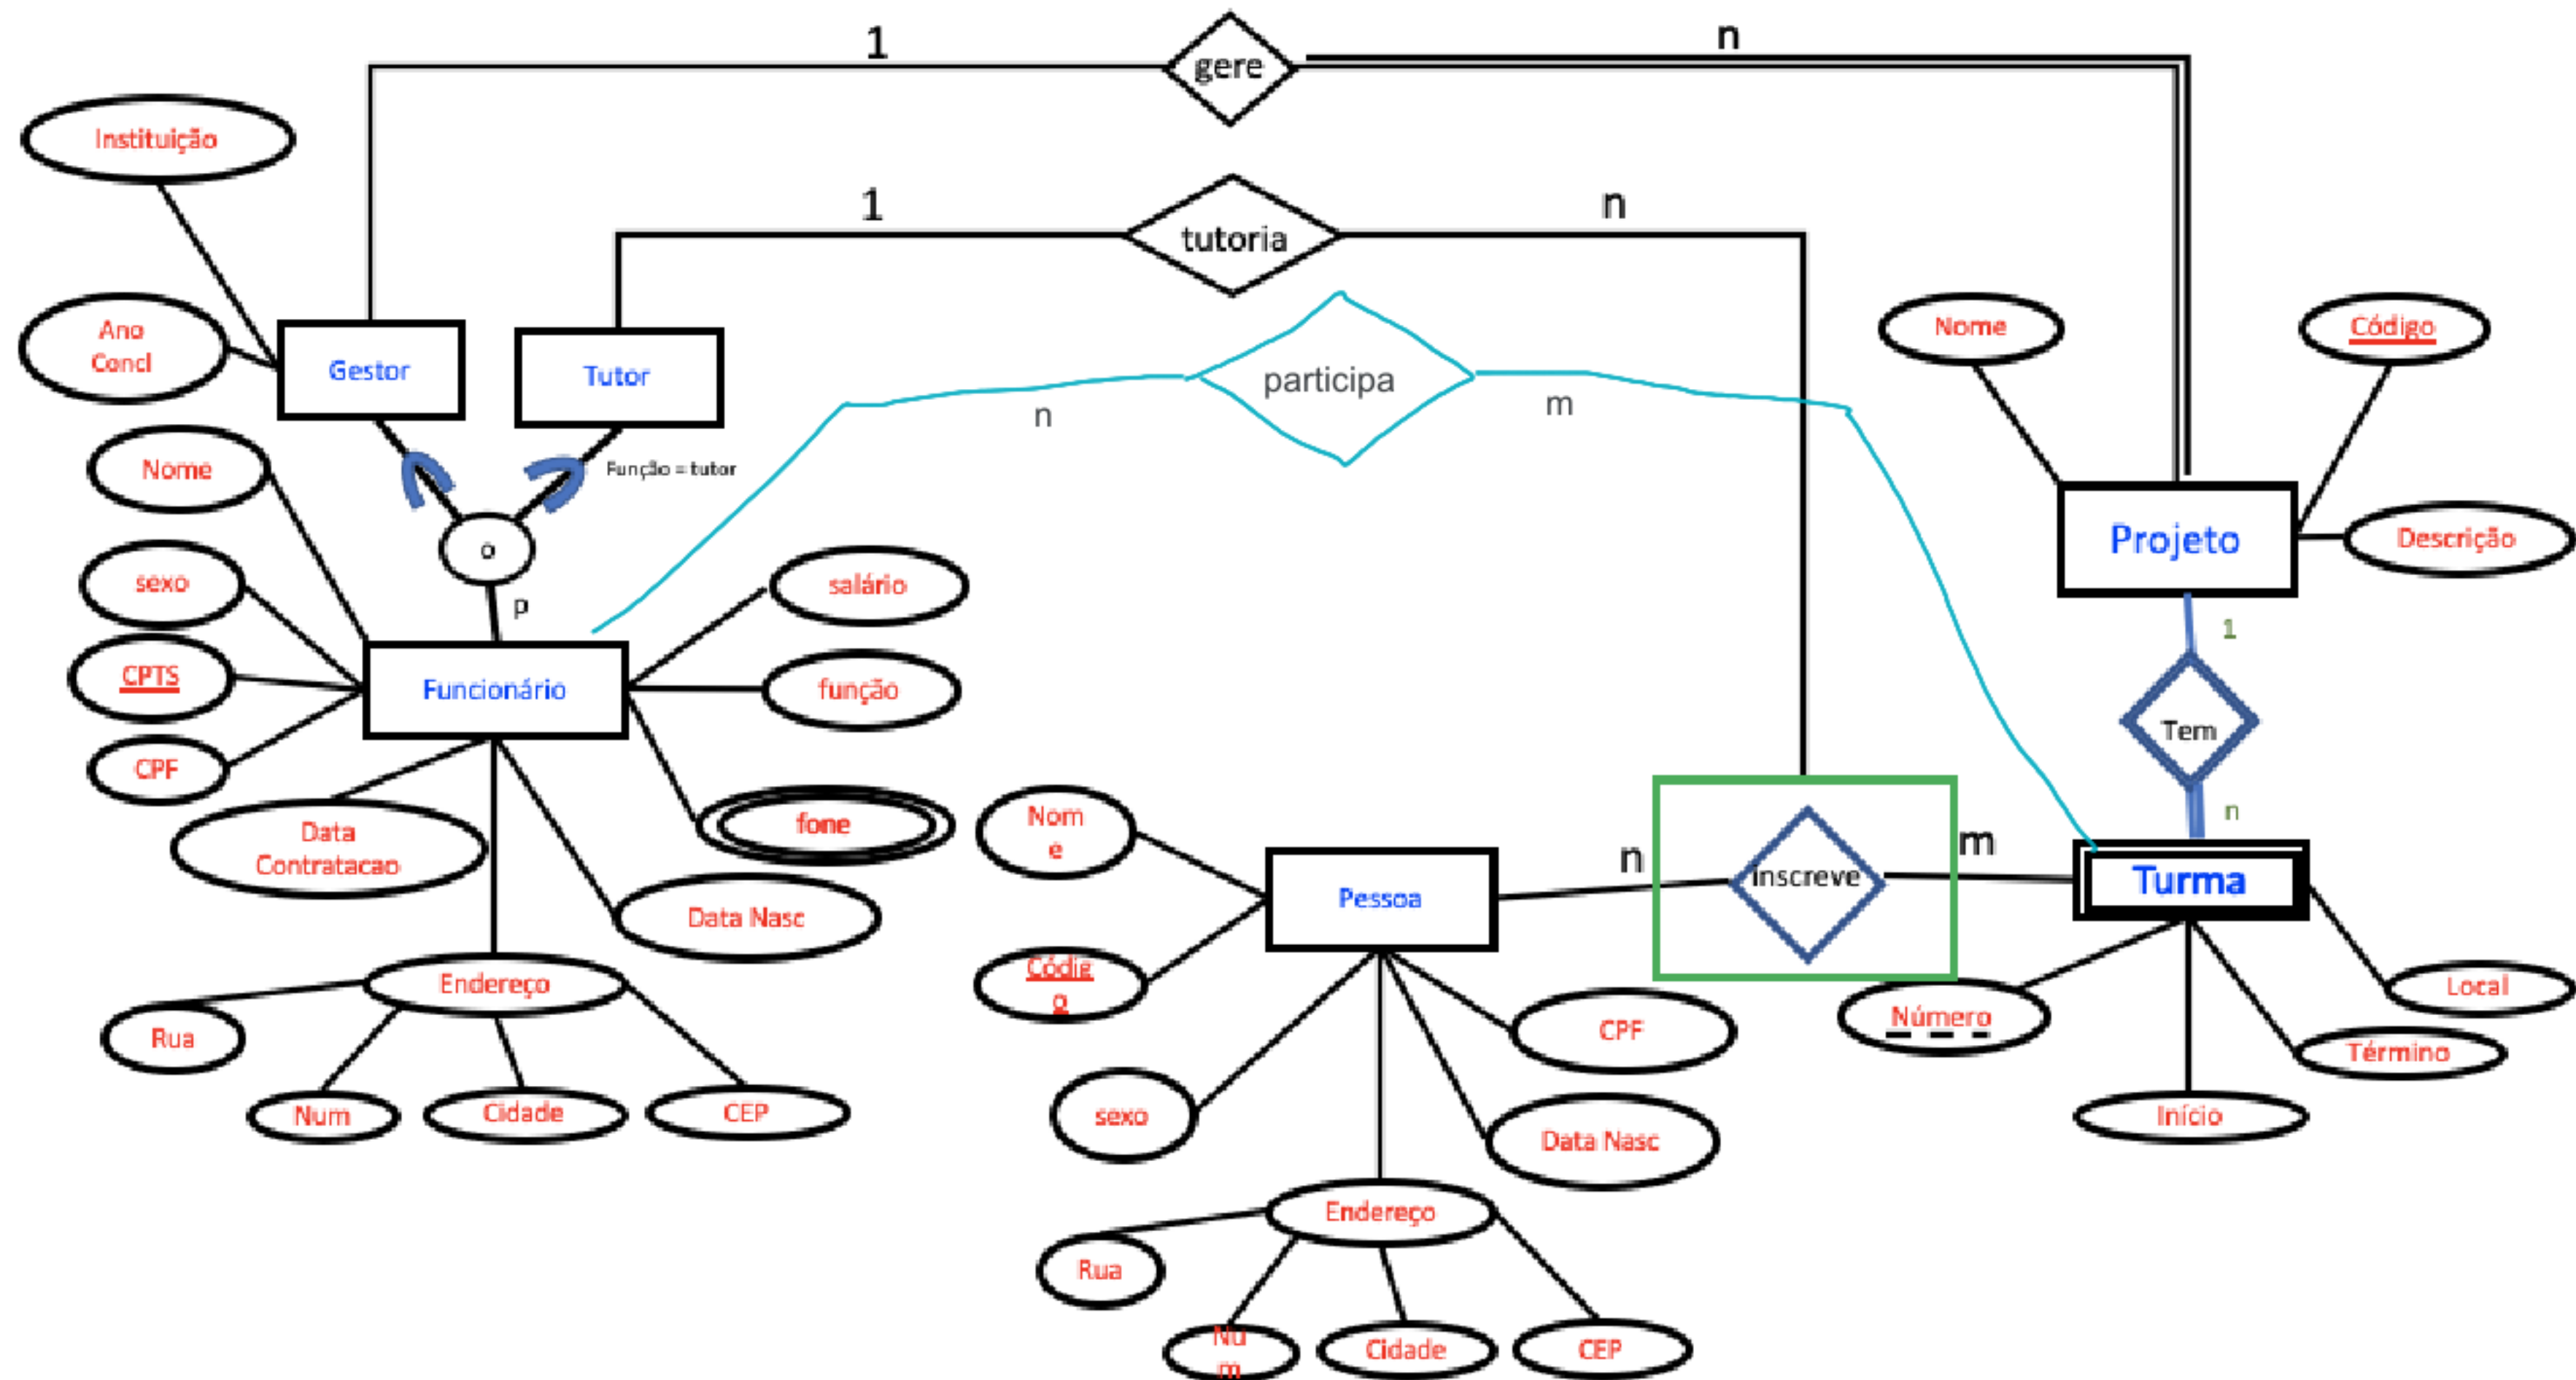 1
gere
n
Instituição
1
tutoria
n
Ano
Concl
Gestor
Tutor
participa
n
m
Nome
Código
Nome
Função = tutor
o
p
Projeto
Descrição
sexo
salário
CPTS
Funcionário
função
1
CPF
Tem
Data
Contratacao
fone
n
Nom
e
Data Nasc
Pessoa
n
inscreve
m
Turma
Endereço
Códig
o
CPF
Número
Local
Rua
Término
Num
Cidade
CEP
sexo
Data Nasc
Início
Endereço
Rua
Nu
m
Cidade
CEP